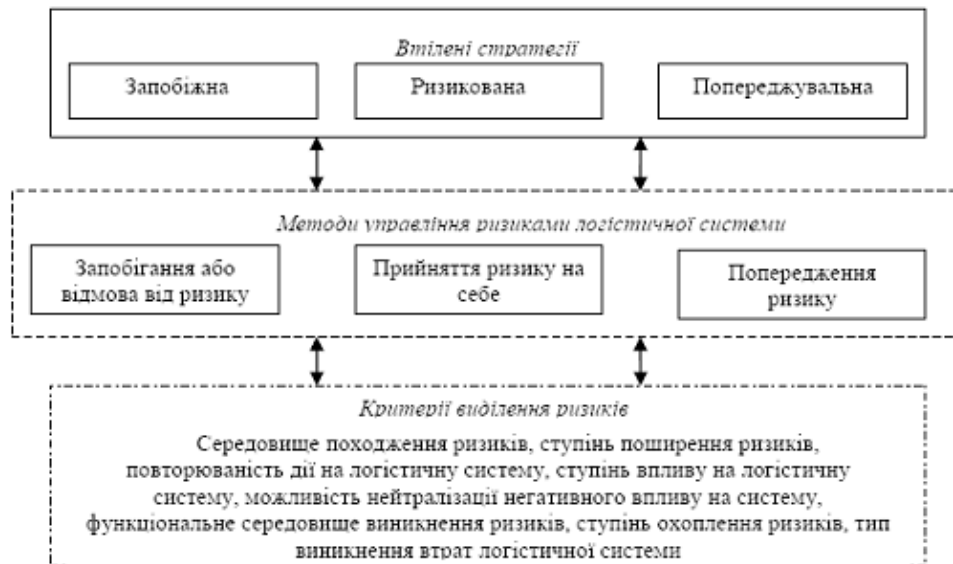 Втілені стратегії
Запобіжна
Ризикована
Попереджувальна
Методи управління ризиками логістичної системи
Запобігання або
відмова від ризику
Прийняття ризику на
себе
Попередження
ризику
Критерії виділення ризиків
Середовище походження ризиків, ступінь поширення ризиків,
повторюваність дії на логістичну систему, ступінь впливу на логістичну
систему, можливість нейтралізації негативного впливу на систему,
функціональне середовище виникнення ризиків, ступінь охоплення ризиків, тип
виникнення втрат логістичної системи